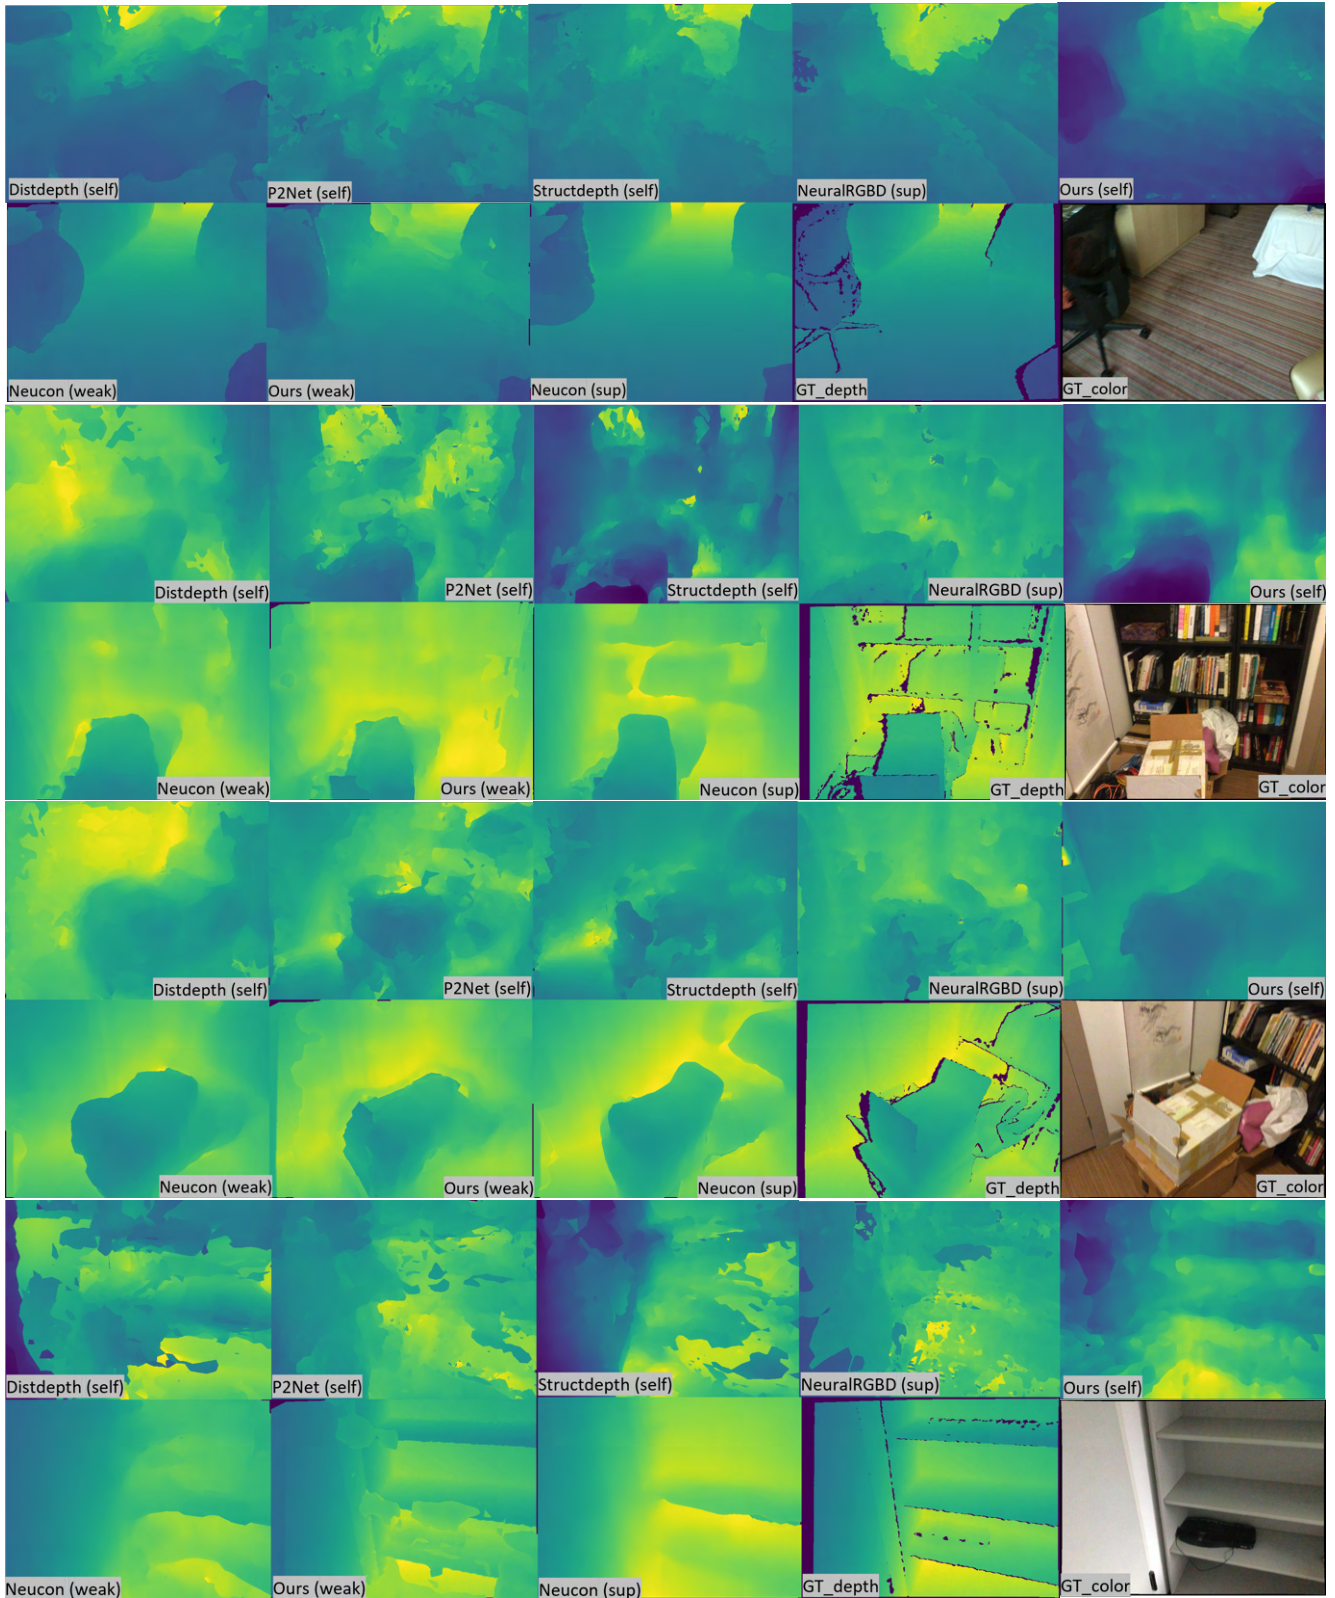 Distdepth (self)
P2Net (self)
Structdepth (self)
NeuralRGBD (sup)
Ours (self)
Neucon (weak)
Ours (weak)
Neucon (sup)
GT_depth
GT_color
Distdepth (self)
P2Net (self)
Structdepth (self)
NeuralRGBD (sup)
Ours (self)
Neucon (weak)
Ours (weak)
Neucon (sup)
GT_depth
GT_color
Distdepth (self)
P2Net (self)
Structdepth (self)
NeuralRGBD (sup)
Ours (self)
Neucon (weak)
Ours (weak)
Neucon (sup)
GT_depth
GT_color
Distdepth (self)
P2Net (self)
Structdepth (self)
NeuralRGBD (sup)
Ours (self)
Neucon (weak)
Ours (weak)
Neucon (sup)
GT_depth
GT_color